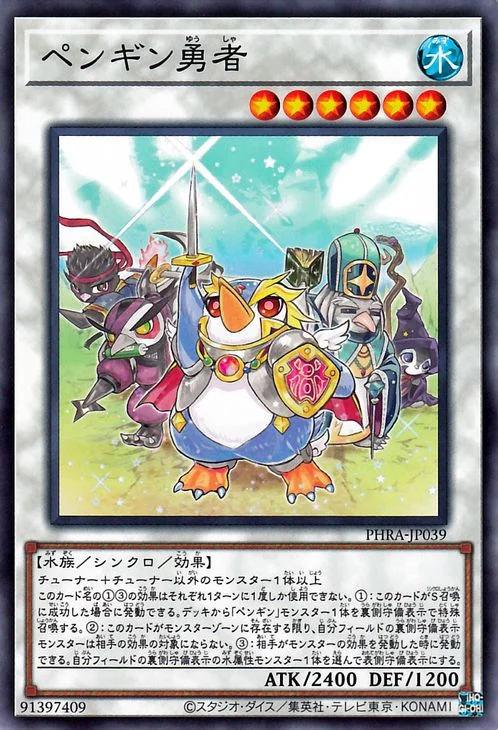 ペンギン勇者
ゆう しゃ
水
みず
PHRA-JP039
【水族/シンクロ/効果】
チューナー+チューナー以外のモンスター1体以上
このカード名の①③の効果はそれぞれ1ターンに1度しか使用できない。①:このカードがS召喚
に成功した場合に発動できる。デッキから「ペンギン」モンスター1体を裏側守備表示で特殊
召喚する。②:このカードがモンスターゾーンに存在する限り、自分フィールドの裏側守備表示
モンスターは相手の効果の対象にならない。③:相手がモンスターの効果を発動した時に発動
できる。自分フィールドの裏側守備表示の水属性モンスター1体を選んで表側守備表示にする。
ATK/2400 DEF/1200
91397409
©スタジオ・ダイス/集英社・テレビ東京・KONAMI